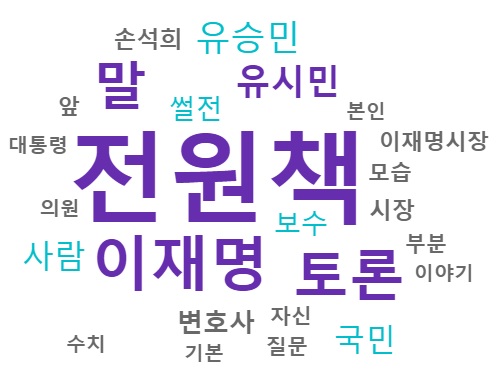 손석희
유승민
말
유시민
앞
썰전
본인
대통령
전원책
이재명시장
모습
의원
보수
시장
사람
이재명
토론
부분
이야기
변호사
자신
수치
기본
질문
국민